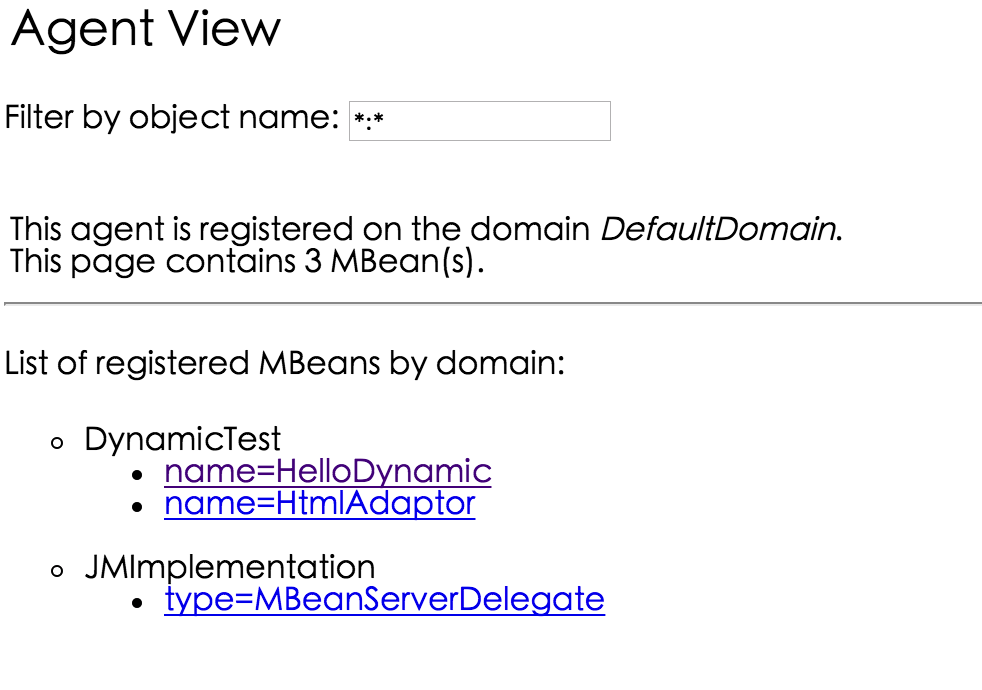 Agent View
Filter by object name: *:*
This agent is registered on the domain DefaultDomain.
This page contains 3 MBean(s).
List of registered MBeans by domain:
DynamicTest
name=HelloDynamic
name=HtmlAdaptor
JMImplementation
type=MBeanServerDelegate